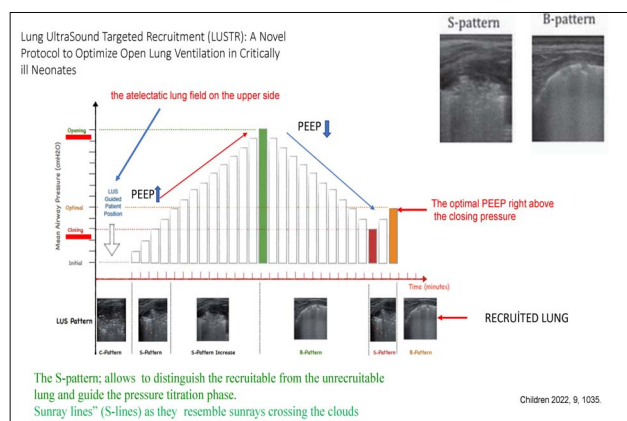 Lung UltraSound Targeted Recruitment (LUSTR): A Novel
Protocol to Optimize Open Lung Ventilation in Critically
ill Neonates
S-pattern
B-pattern
the atelectatic lung field on the upper side
Mean Airway Pressure (cmH2O)
Opening
Optimal
Closing
Initial
LUS
Guided
Patient
Position
PEEP
PEEP
The optimal PEEP right above
the closing pressure
Time (minutes)
LUS Pattern
C-Pattern
S-Pattern
S-Pattern Increase
B-Pattern
S-Pattern
B-Pattern
RECRUİTED LUNG
The S-pattern; allows to distinguish the recruitable from the unrecruitable
lung and guide the pressure titration phase.
Sunray lines” (S-lines) as they resemble sunrays crossing the clouds
Children 2022, 9, 1035.